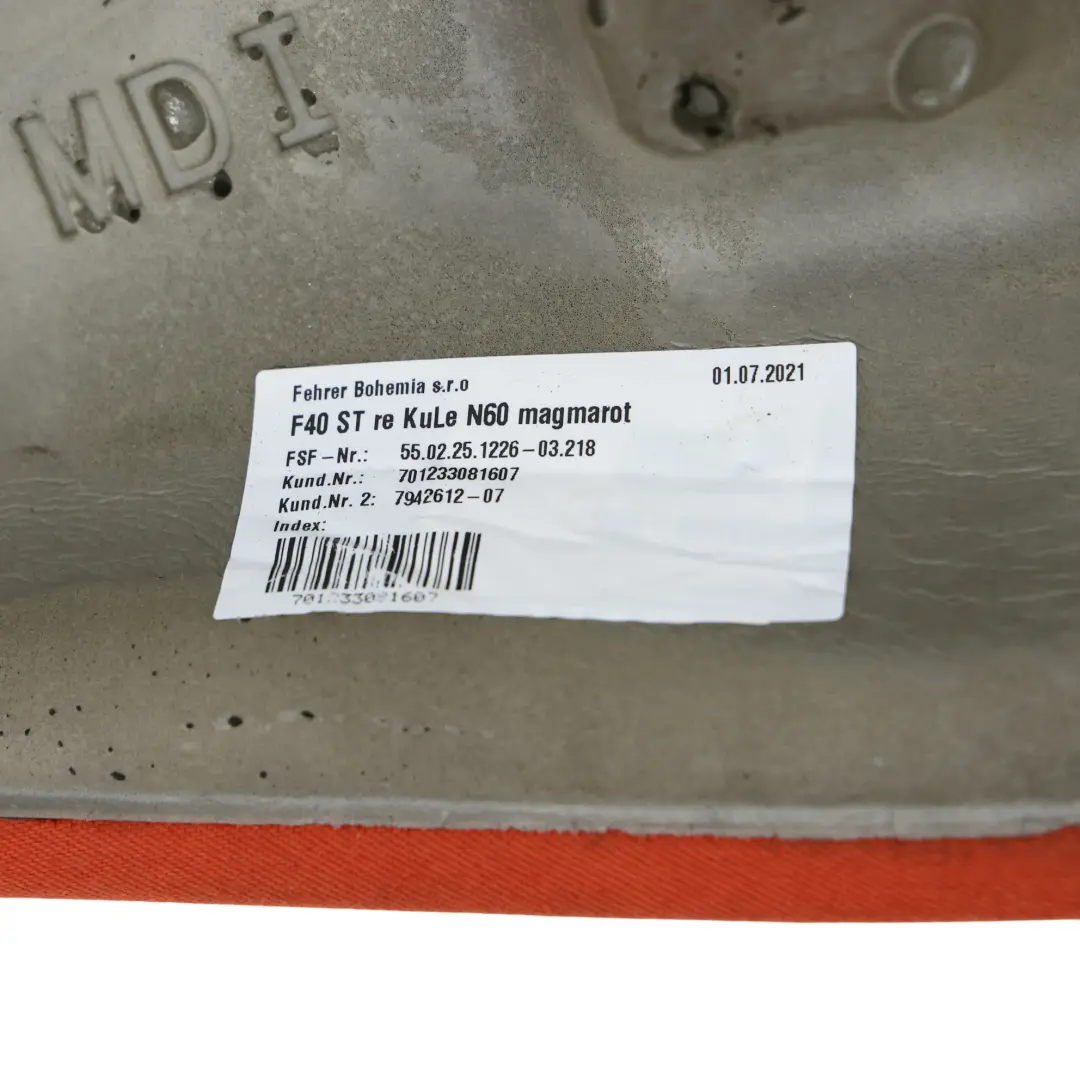 MDI
Fehrer Bohemia s.r.o
01.07.2021
F40 ST re KuLe N60 magmarot
FSF-Nr.: 55.02.25.1226-03.218
Kund.Nr.: 701233081607
Kund.Nr. 2: 7942612-07
Index:
701233081607